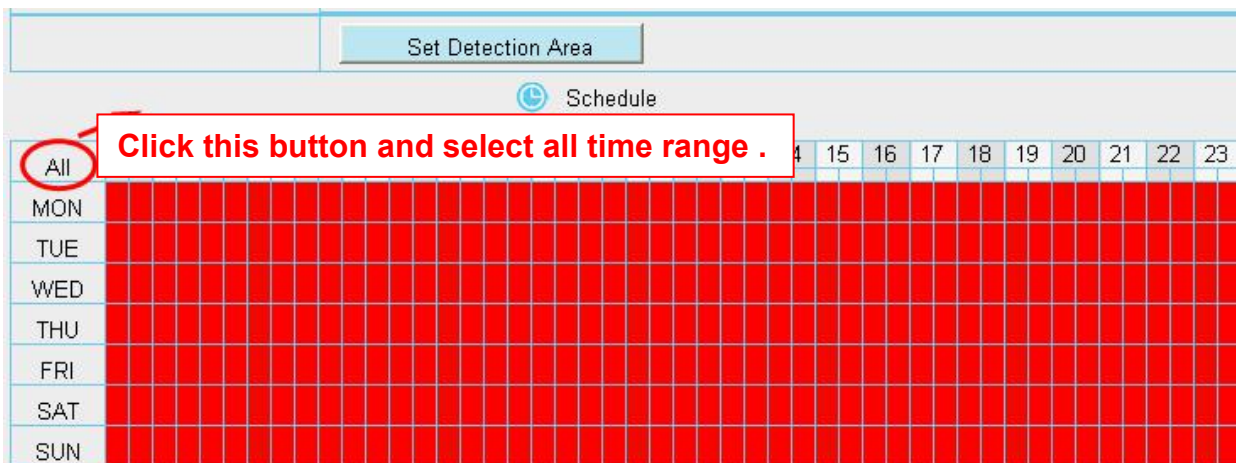 Set Detection Area
Schedule
Click this button and select all time range .
All 4 15 16 17 18 19 20 21 22 23
MON
TUE
WED
THU
FRI
SAT
SUN